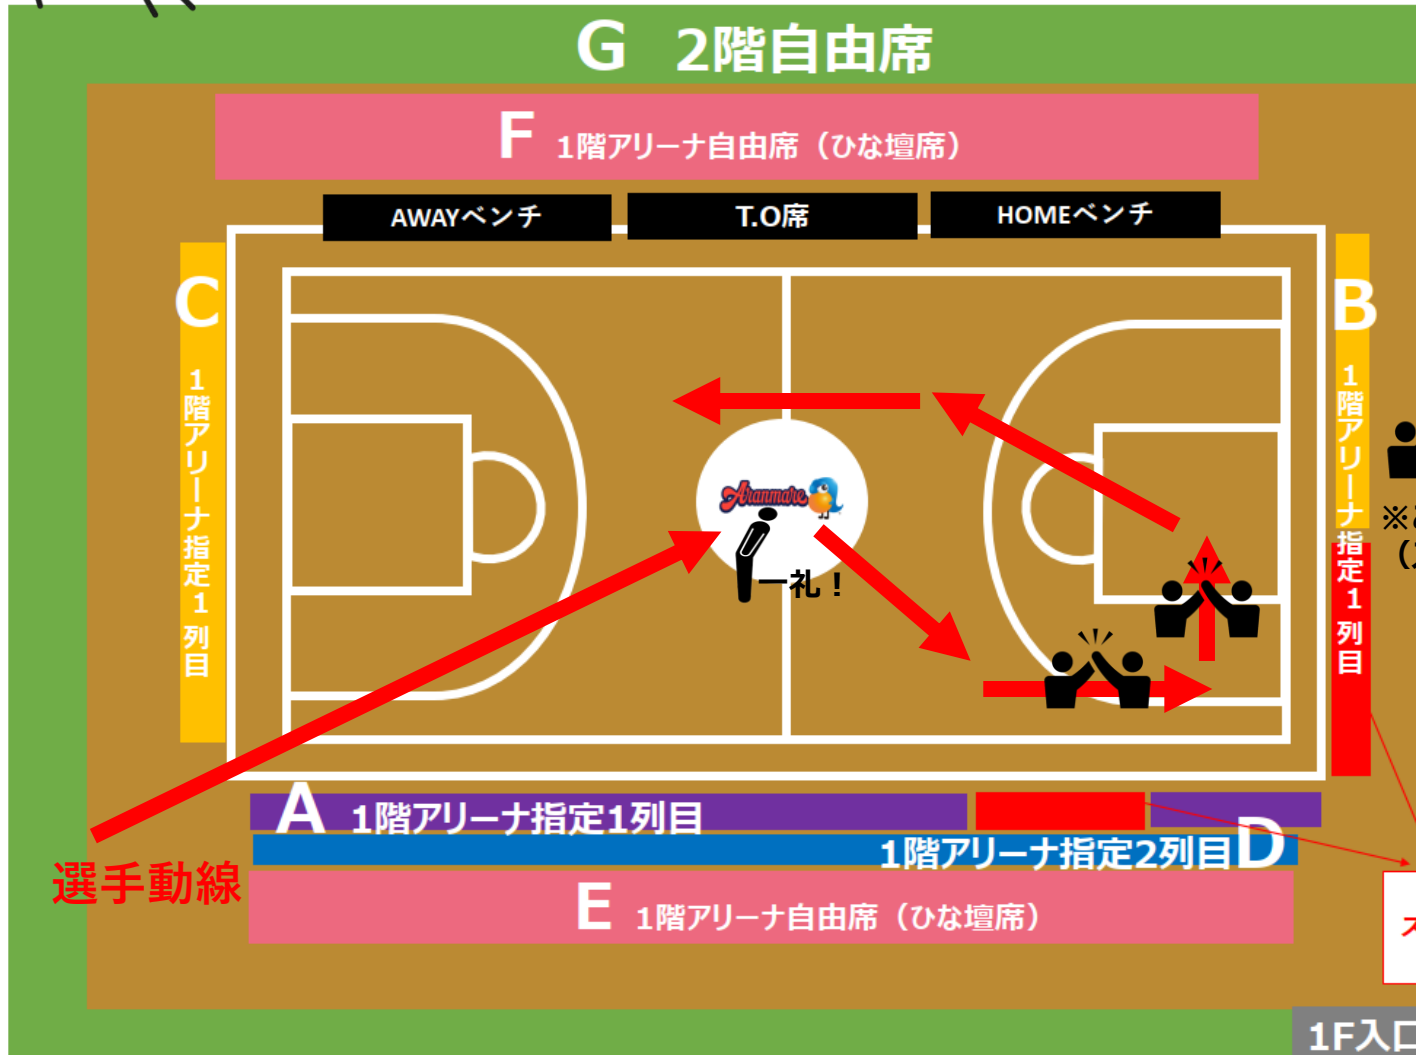 G 2階自由席
F 1階アリーナ自由席（ひな壇席）
AWAYベンチ
T.O席
HOMEベンチ
C
1階アリーナ指定1列目
B
1階アリーナ指定1列目
Aranmare
一礼！
※
（
A 1階アリーナ指定1列目
1階アリーナ指定2列目 D
選手動線
E 1階アリーナ自由席（ひな壇席）
1F入口